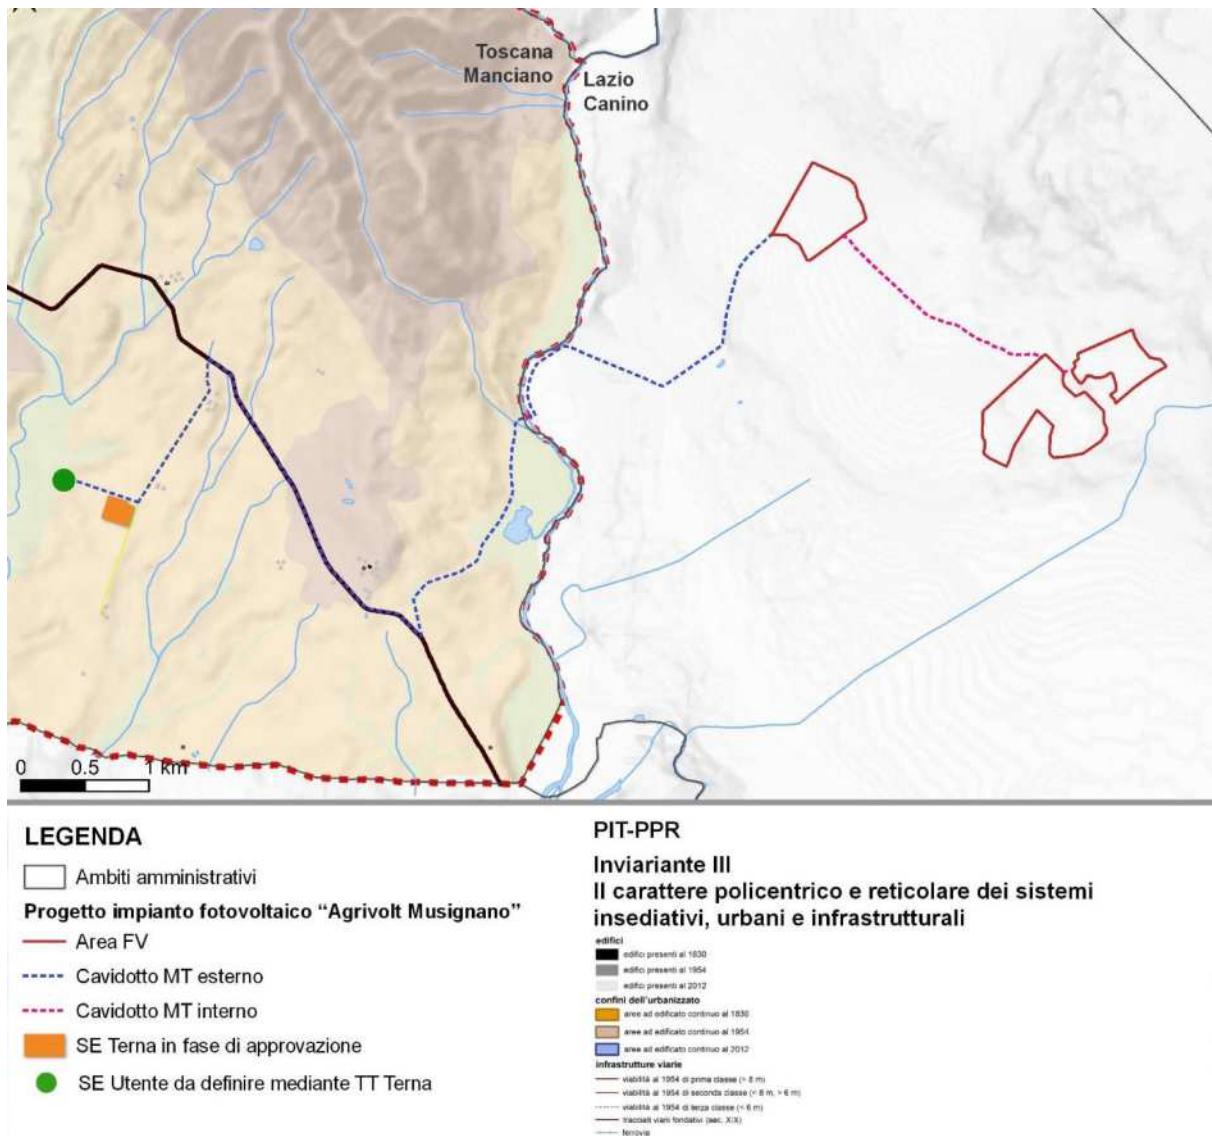 Toscana
Manciano
Lazio
Canino
0 0.5 1 km
LEGENDA
Ambiti amministrativi
Progetto impianto fotovoltaico “Agrivolt Musignano”
Area FV
Cavidotto MT esterno
Cavidotto MT interno
SE Terna in fase di approvazione
SE Utente da definire mediante TT Terna
PIT-PPR
Inviariante III
Il carattere policentrico e reticolare dei sistemi
insediativi, urbani e infrastrutturali
edifici
edifici presenti al 1830
edifici presenti al 1954
edifici presenti al 2012
confini dell'urbanizzato
aree ad edificato continuo al 1830
aree ad edificato continuo al 1954
aree ad edificato continuo al 2012
infrastrutture viarie
viabilità al 1954 di prima classe (> 8 m)
viabilità al 1954 di seconda classe (< 8 m, > 6 m)
viabilità al 1954 di terza classe (< 6 m)
tracciati viari fondativi (sec. XIX)
ferrovie